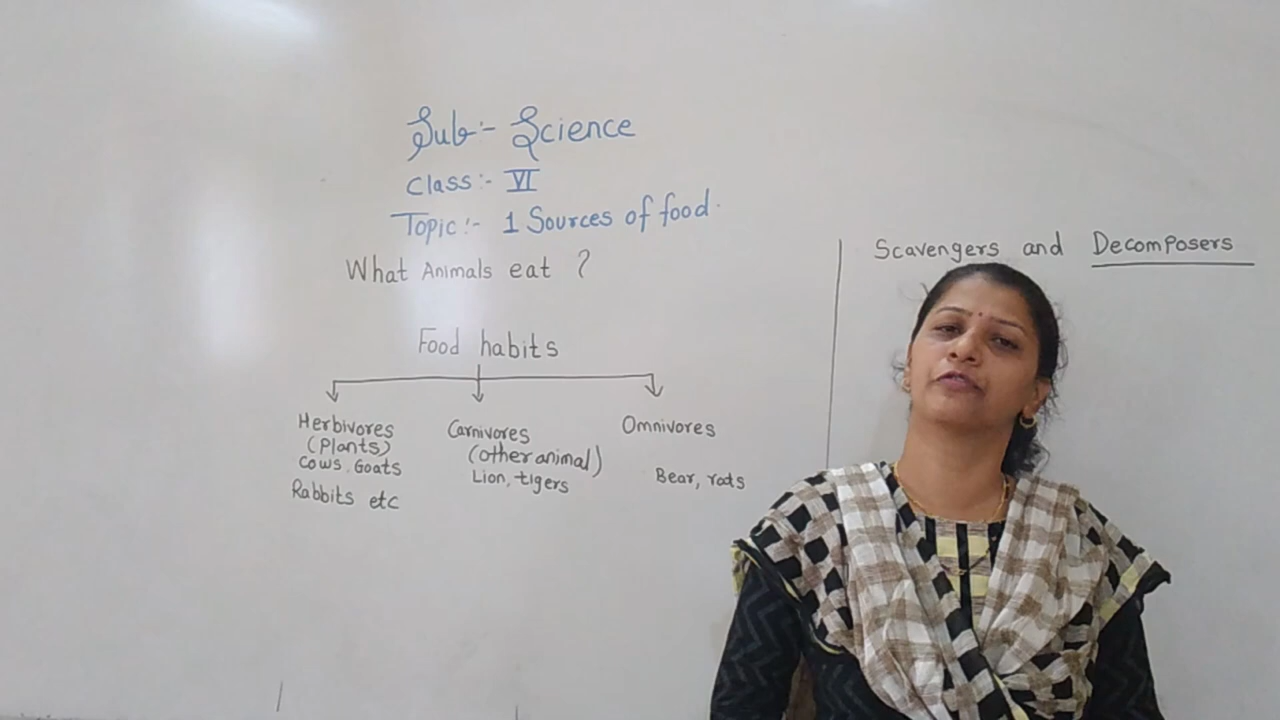 Sub:- Science
Class:- VI
Topic:- 1 Sources of food.
What Animals eat ?
Food habits
Herbivores
(Plants)
Cows. Goats
Rabbits etc
Carnivores
(Other animal)
Lion, tigers
Omnivores
Bear, rats
Scavengers and Decomposers